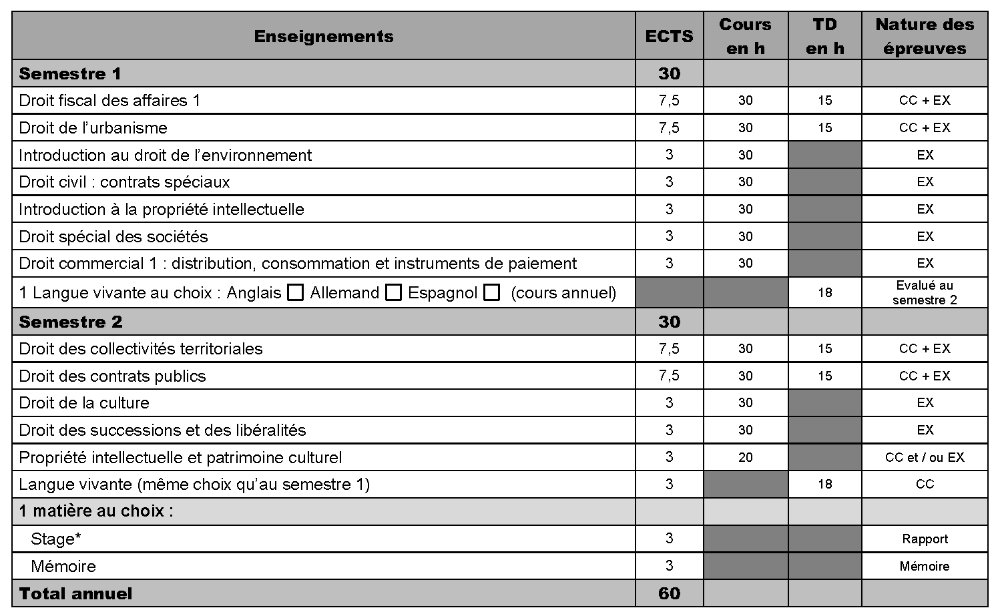 Enseignements ECTS Cours en h TD en h Nature des épreuves
Semestre 1 30
Droit fiscal des affaires 1 7,5 30 15 CC + EX
Droit de l’urbanisme 7,5 30 15 CC + EX
Introduction au droit de l’environnement 3 30 EX
Droit civil : contrats spéciaux 3 30 EX
Introduction à la propriété intellectuelle 3 30 EX
Droit spécial des sociétés 3 30 EX
Droit commercial 1 : distribution, consommation et instruments de paiement 3 30 EX
1 Langue vivante au choix : Anglais ☐ Allemand ☐ Espagnol ☐ (cours annuel) 18 Evalué au semestre 2
Semestre 2 30
Droit des collectivités territoriales 7,5 30 15 CC + EX
Droit des contrats publics 7,5 30 15 CC + EX
Droit de la culture 3 30 EX
Droit des successions et des libéralités 3 30 EX
Propriété intellectuelle et patrimoine culturel 3 20 CC et / ou EX
Langue vivante (même choix qu’au semestre 1) 3 18 CC
1 matière au choix :
Stage* 3 Rapport
Mémoire 3 Mémoire
Total annuel 60